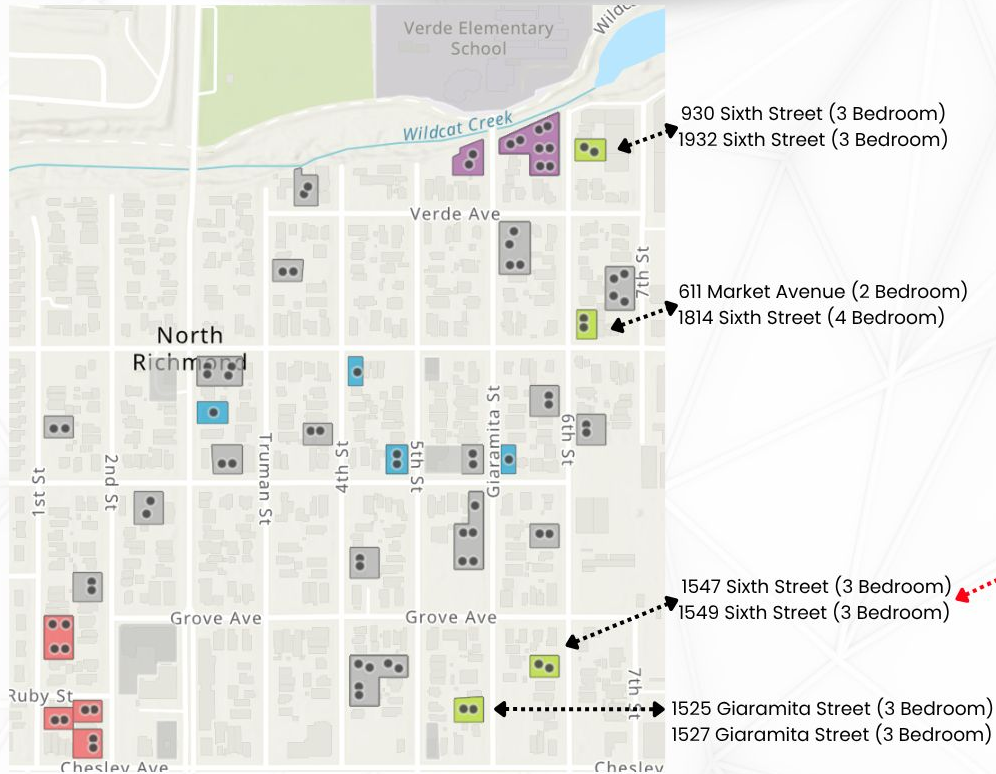 Verde Elementary
School
Wildcat Creek
930 Sixth Street (3 Bedroom)
1932 Sixth Street (3 Bedroom)
Verde Ave
7th St
611 Market Avenue (2 Bedroom)
1814 Sixth Street (4 Bedroom)
North
Richmond
1st St
2nd St
Truman St
4th St
5th St
Giaramita St
6th St
Grove Ave
Grove Ave
1547 Sixth Street (3 Bedroom)
1549 Sixth Street (3 Bedroom)
Ruby St
7th St
1525 Giaramita Street (3 Bedroom)
1527 Giaramita Street (3 Bedroom)
Chesley Ave
Chesley